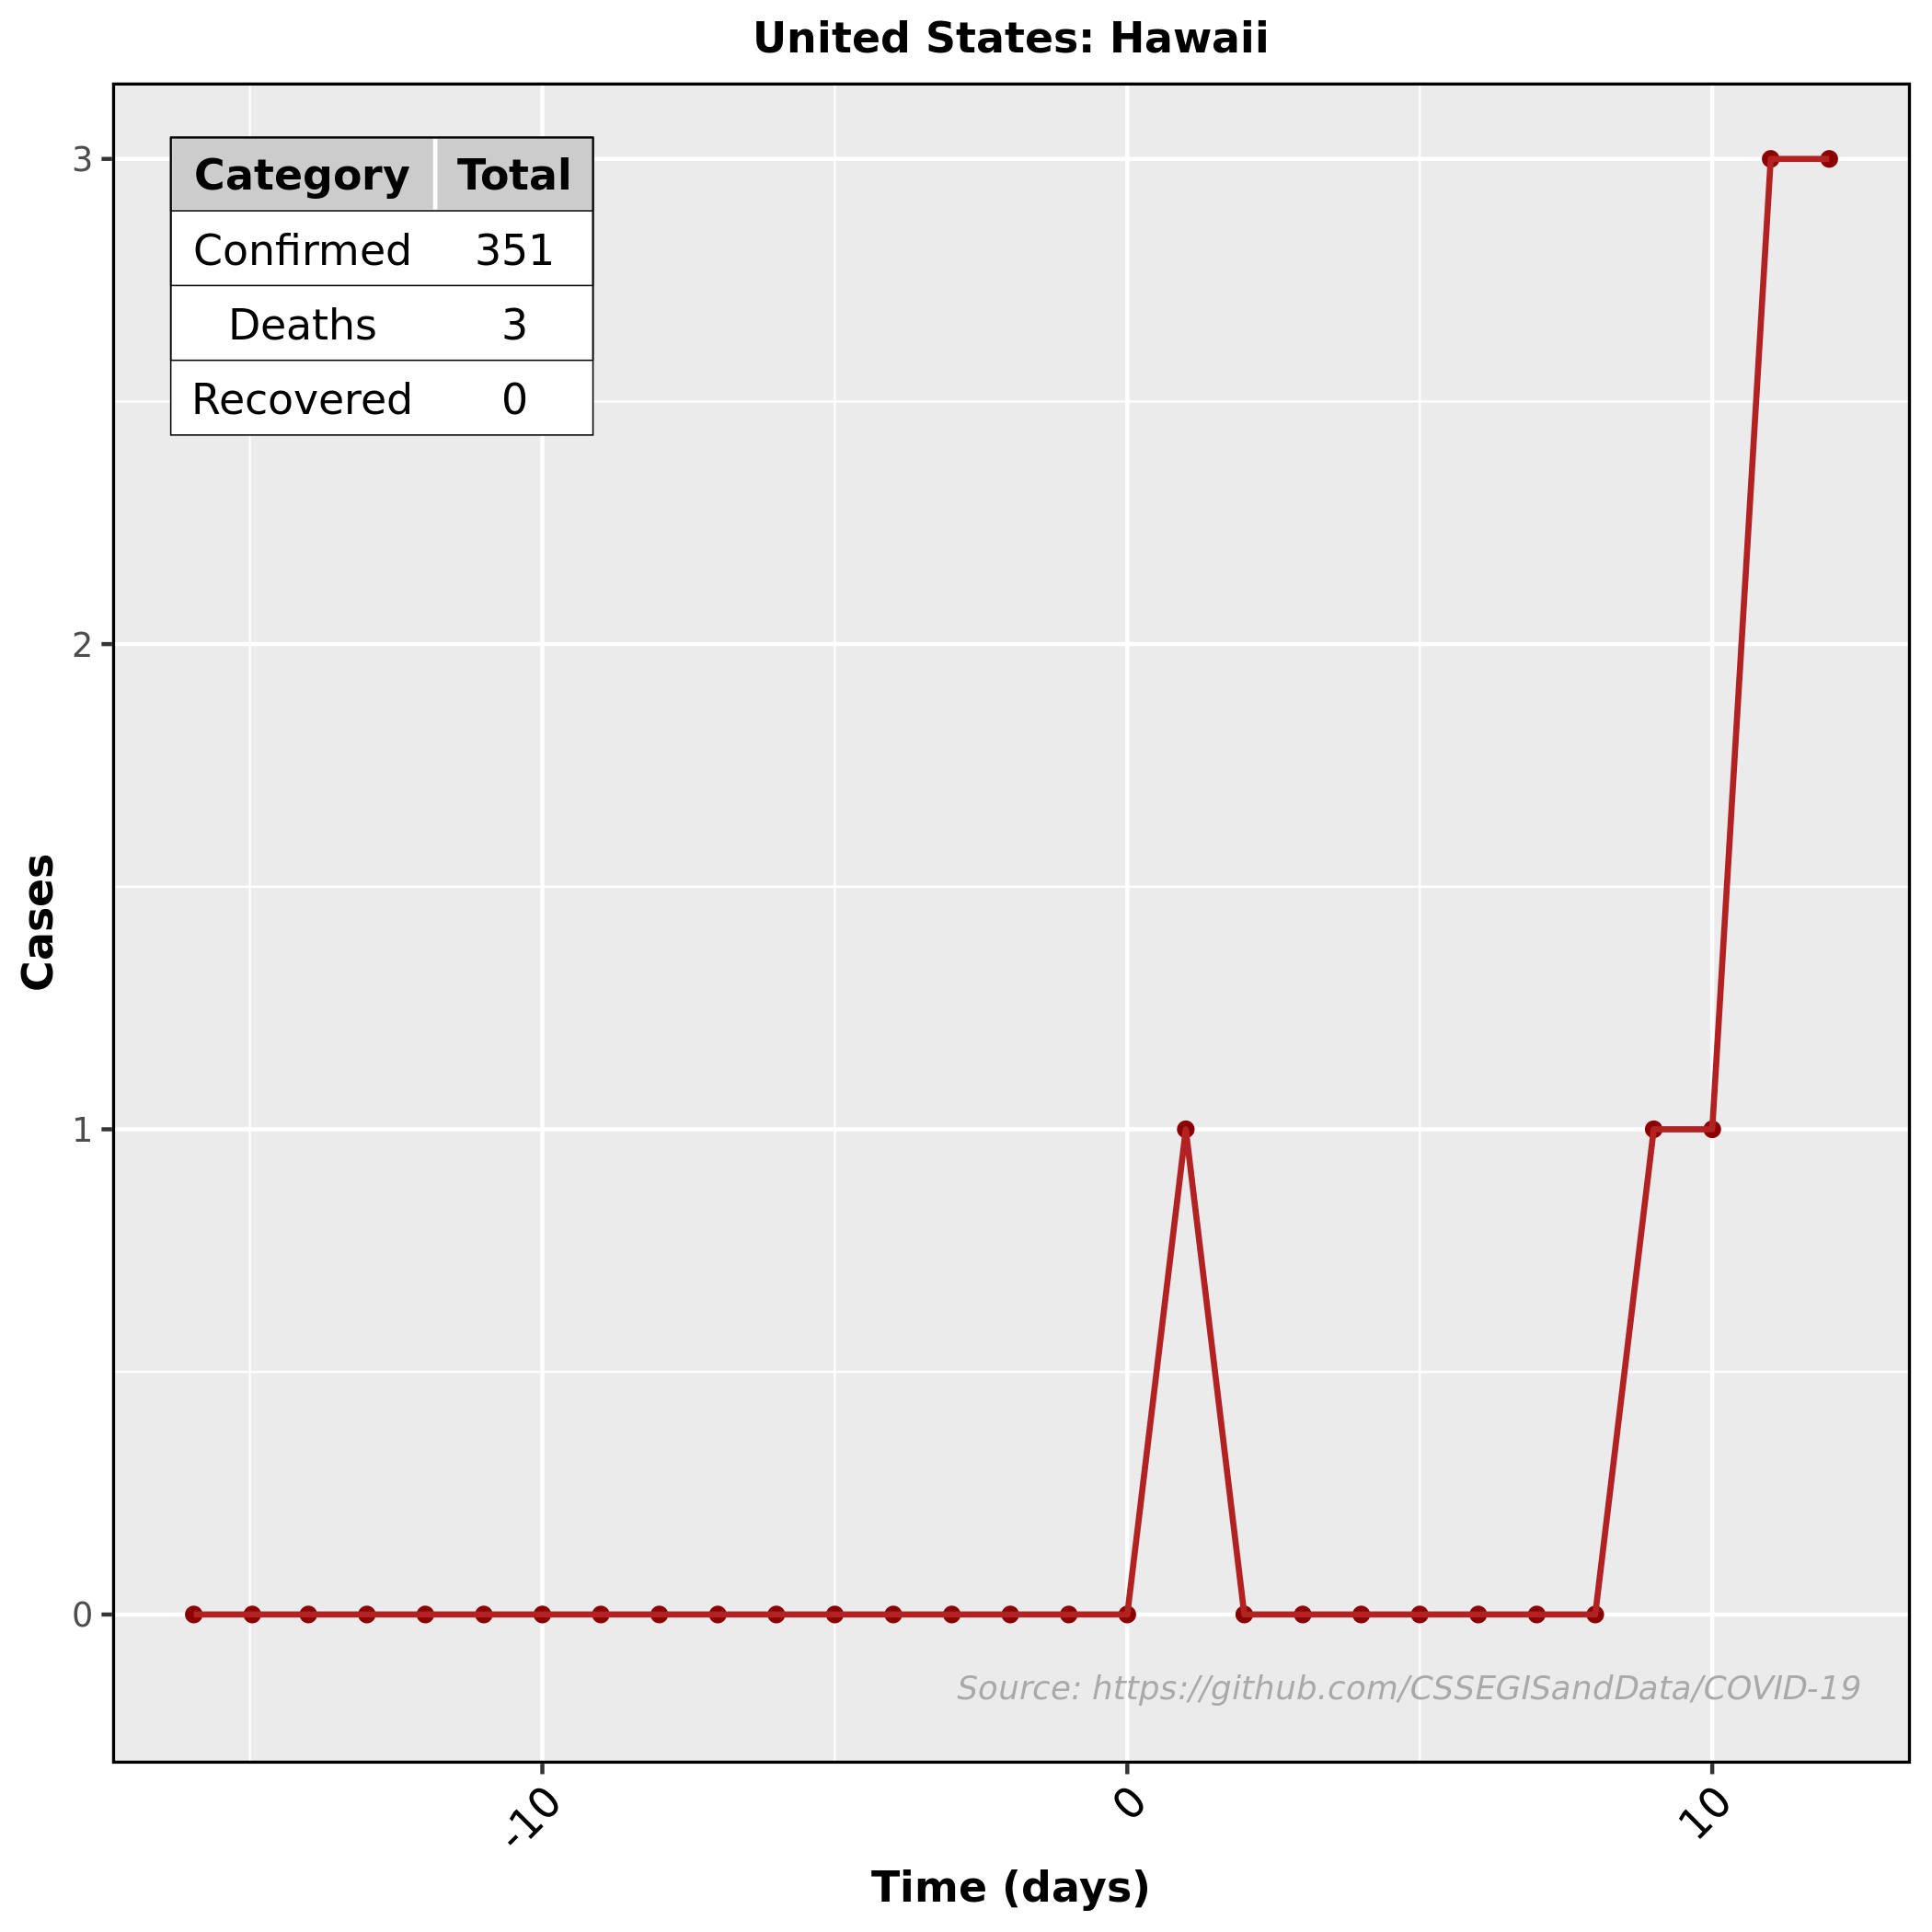 United States: Hawaii
Category Total
Confirmed 351
Deaths 3
Recovered 0
3
2
1
0
Cases
Source: https://github.com/CSSEGISandData/COVID-19
-10 0 10
Time (days)